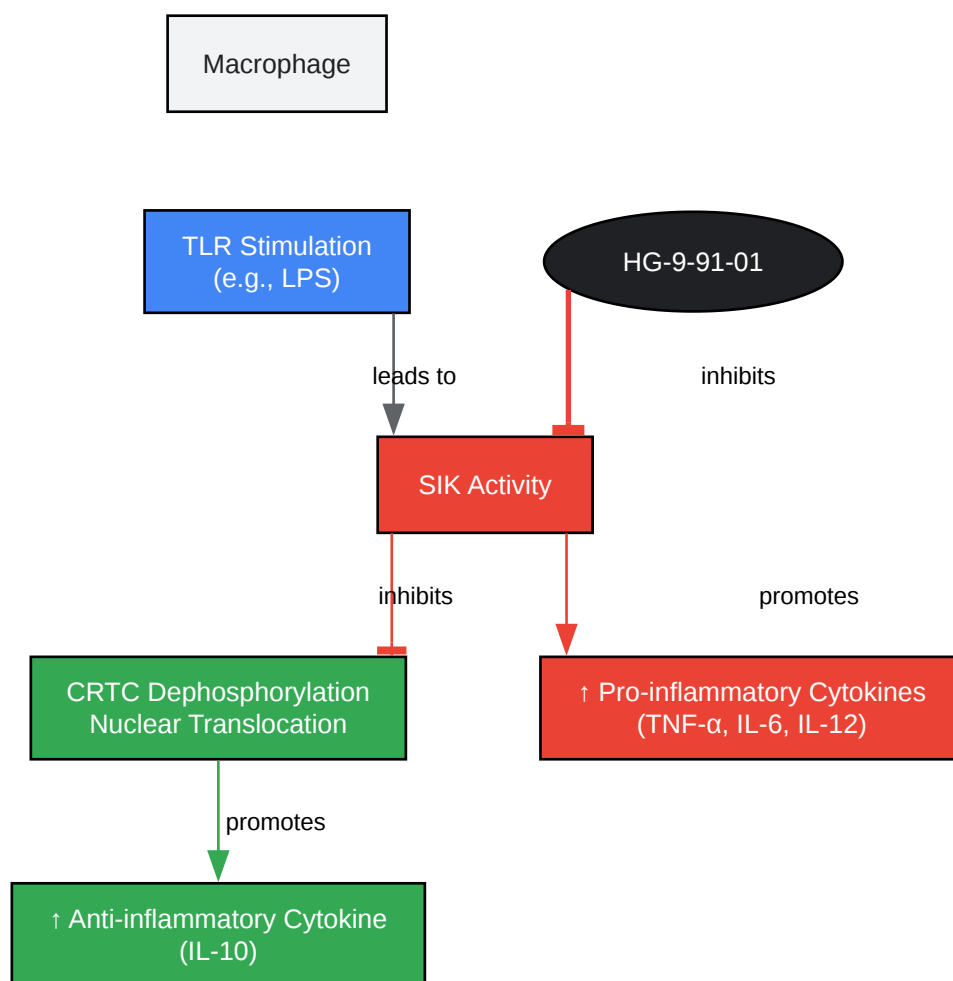 Macrophage
TLR Stimulation
(e.g., LPS)
HG-9-91-01
leads to
inhibits
SIK Activity
inhibits
promotes
CRTC Dephosphorylation
Nuclear Translocation
↑ Pro-inflammatory Cytokines
(TNF-α, IL-6, IL-12)
promotes
↑ Anti-inflammatory Cytokine
(IL-10)